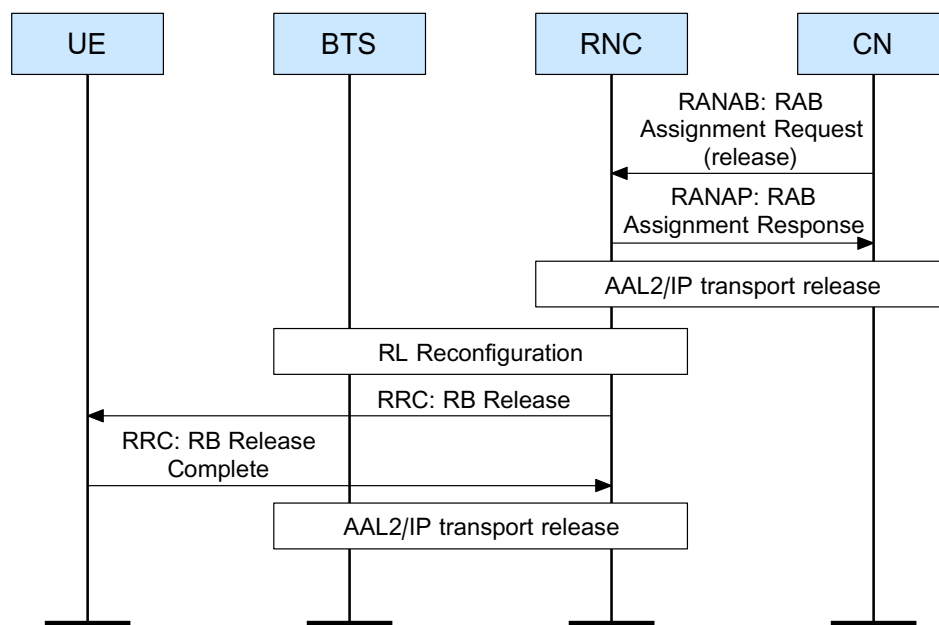 UE
BTS
RNC
CN
RANAB: RAB
Assignment Request
(release)
RANAP: RAB
Assignment Response
AAL2/IP transport release
RL Reconfiguration
RRC: RB Release
RRC: RB Release
Complete
AAL2/IP transport release